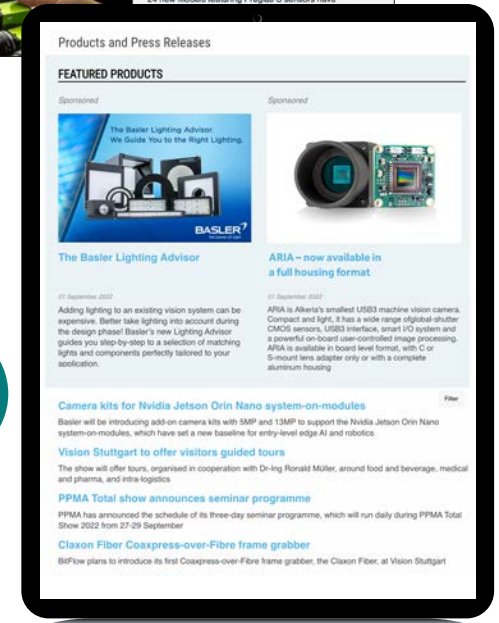 24 new models featuring Pregius S sensors have
Products and Press Releases
FEATURED PRODUCTS
Sponsored
The Basler Lighting Advisor.
We Guide You to the Right Lighting.
BASLER
The Basler Lighting Advisor
01 September 2022
Adding lighting to an existing vision system can be
expensive. Better take lighting into account during
the design phase! Basler's new Lighting Advisor
guides you step-by-step to a selection of matching
lights and components perfectly tailored to your
application.
Sponsored
ARIA – now available in
a full housing format
01 September 2022
ARIA is Alkeria's smallest USB3 machine vision camera.
Compact and light, it has a wide range ofglobal-shutter
CMOS sensors, USB3 interface, smart I/O system and
a powerful on-board user-controlled image processing.
ARIA is available in board level format, with C or
S-mount lens adapter only or with a complete
aluminum housing
Filter
Camera kits for Nvidia Jetson Orin Nano system-on-modules
Basler will be introducing add-on camera kits with 5MP and 13MP to support the Nvidia Jetson Orin Nano
system-on-modules, which have set a new baseline for entry-level edge AI and robotics
Vision Stuttgart to offer visitors guided tours
The show will offer tours, organised in cooperation with Dr-Ing Ronald Müller, around food and beverage, medical
and pharma, and intra-logistics
PPMA Total show announces seminar programme
PPMA has announced the schedule of its three-day seminar programme, which will run daily during PPMA Total
Show 2022 from 27-29 September
Claxon Fiber Coaxpress-over-Fibre frame grabber
BitFlow plans to introduce its first Coaxpress-over-Fibre frame grabber, the Claxon Fiber, at Vision Stuttgart